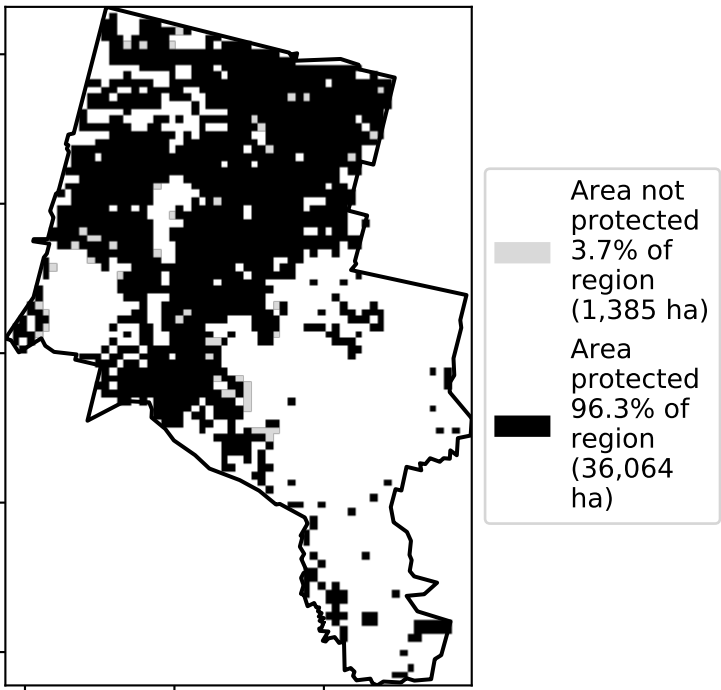 Area not
protected
3.7% of
region
(1,385 ha)
Area
protected
96.3% of
region
(36,064
ha)